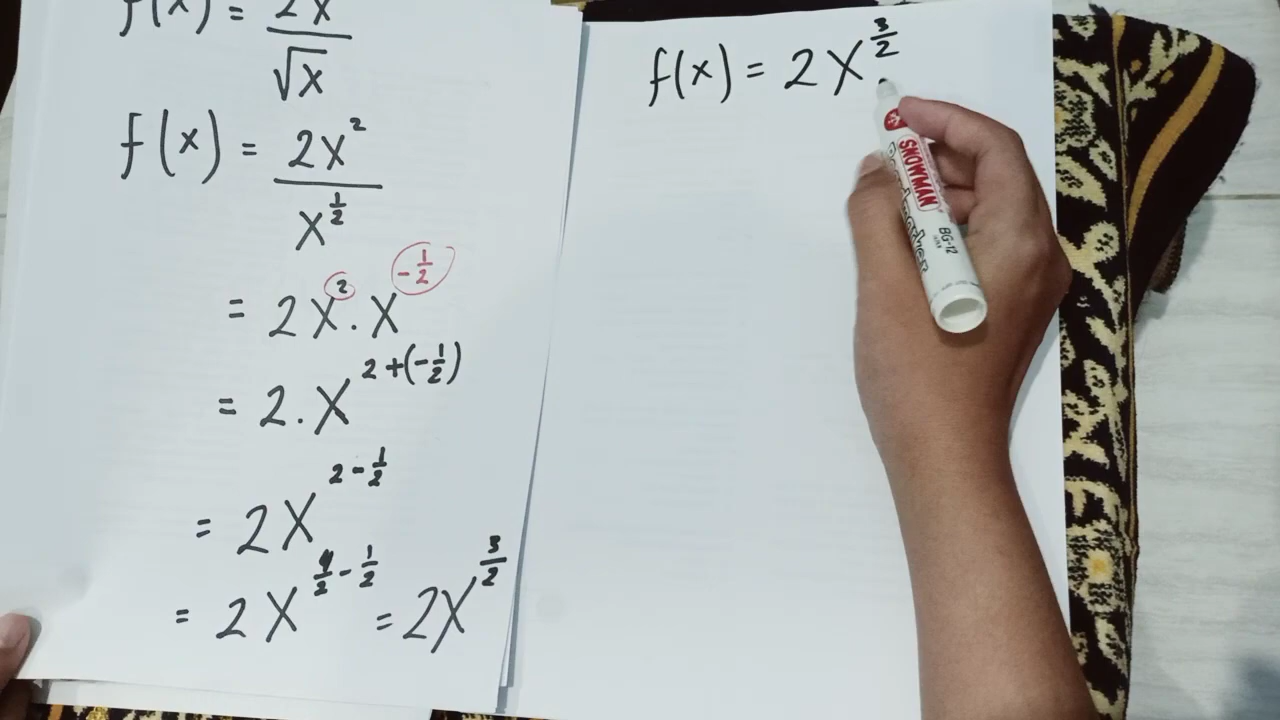 f(x) = 2x / √x
f(x) = 2x² / x^(1/2)
= 2x² . x^(-1/2)
= 2 . x^(2+(-1/2))
= 2x^(2-1/2)
= 2x^(4/2-1/2) = 2x^(3/2)
f(x) = 2x^(3/2)
SNOWMAN
BG-12